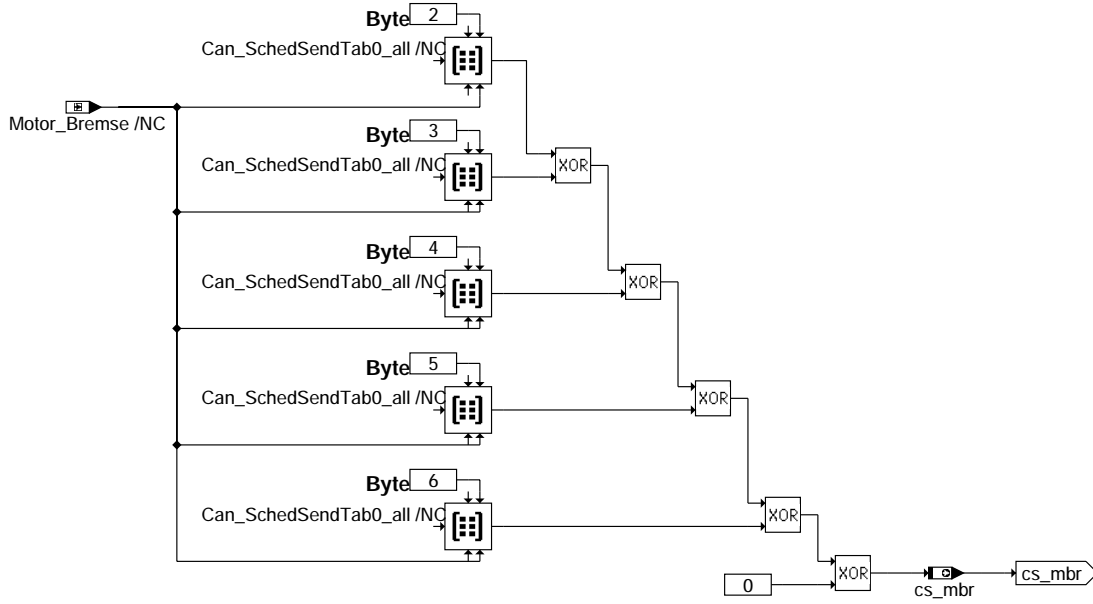 Byte 2
Can_SchedSendTab0_all /NC
Motor_Bremse /NC
Byte 3
Can_SchedSendTab0_all /NC
XOR
Byte 4
Can_SchedSendTab0_all /NC
XOR
Byte 5
Can_SchedSendTab0_all /NC
XOR
Byte 6
Can_SchedSendTab0_all /NC
XOR
XOR
0
cs_mbr
cs_mbr